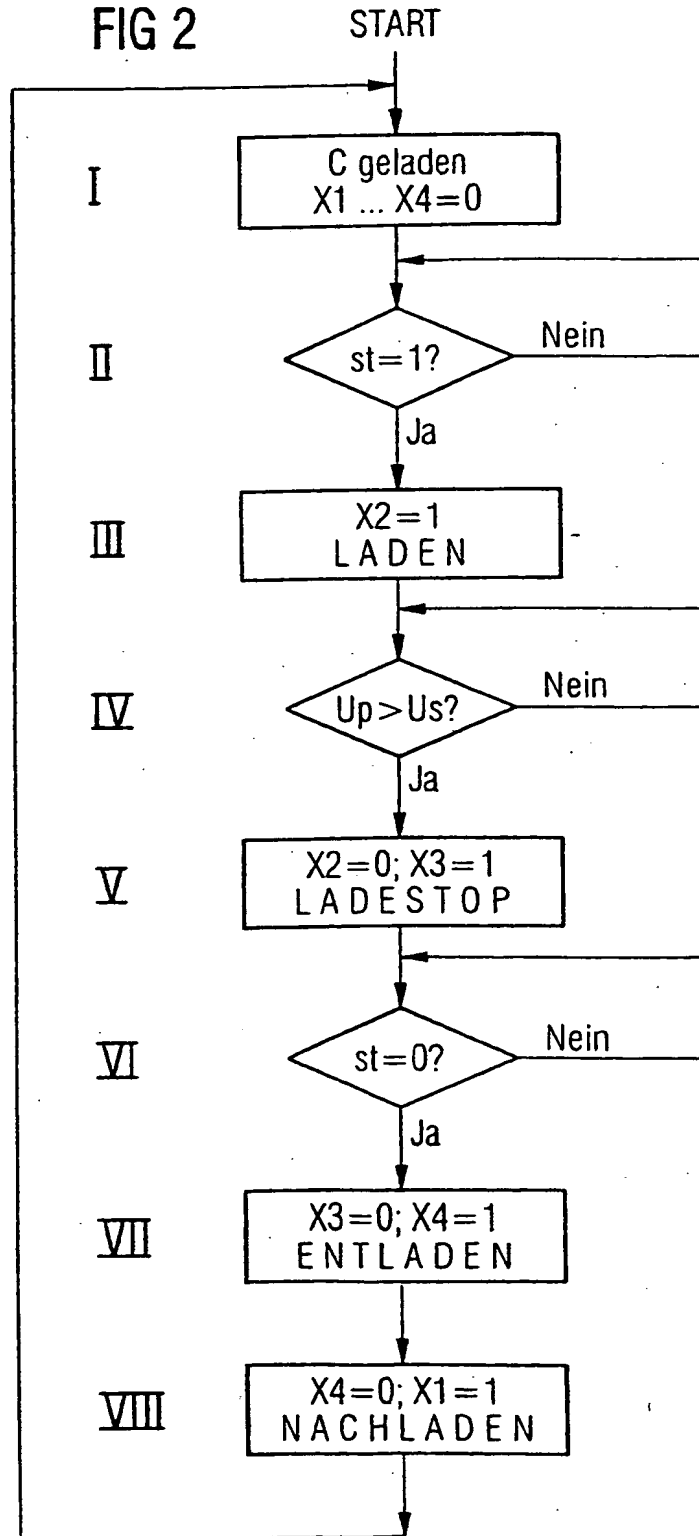 FIG 2
START
I
C geladen
X1 ... X4=0
II
st=1?
Nein
Ja
III
X2=1
LADEN
IV
Up>Us?
Nein
Ja
V
X2=0; X3=1
LADESTOP
VI
st=0?
Nein
Ja
VII
X3=0; X4=1
ENTLADEN
VIII
X4=0; X1=1
NACHLADEN